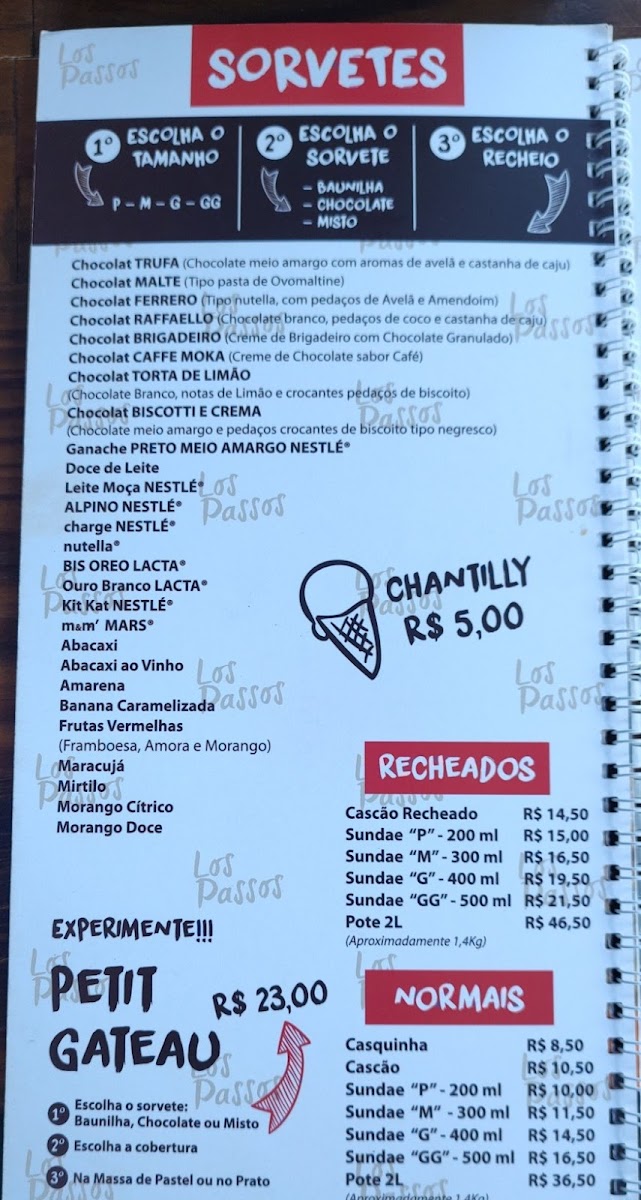 Los Passos
SORVETES
1º ESCOLHA O TAMANHO
P - M - G - GG
2º ESCOLHA O SORVETE
- BAUNILHA
- CHOCOLATE
- MISTO
3º ESCOLHA O RECHEIO
Chocolat TRUFA (Chocolate meio amargo com aromas de avelã e castanha de caju)
Chocolat MALTE (Tipo pasta de Ovomaltine)
Chocolat FERRERO (Tipo nutella, com pedaços de Avelã e Amendoim)
Chocolat RAFFAELLO (Chocolate branco, pedaços de coco e castanha de caju)
Chocolat BRIGADEIRO (Creme de Brigadeiro com Chocolate Granulado)
Chocolat CAFFE MOKA (Creme de Chocolate sabor Café)
Chocolat TORTA DE LIMÃO
(Chocolate Branco, notas de Limão e crocantes pedaços de biscoito)
Chocolat BISCOTTI E CREMA
(Chocolate meio amargo e pedaços crocantes de biscoito tipo negresco)
Ganache PRETO MEIO AMARGO NESTLÉ®
Doce de Leite
Leite Moça NESTLÉ®
ALPINO NESTLÉ®
charge NESTLÉ®
nutella®
BIS OREO LACTA®
Ouro Branco LACTA®
Kit Kat NESTLÉ®
m&m' MARS®
Abacaxi
Abacaxi ao Vinho
Amarena
Banana Caramelizada
Frutas Vermelhas
(Framboesa, Amora e Morango)
Maracujá
Mirtilo
Morango Cítrico
Morango Doce
CHANTILLY
R$ 5,00
RECHEADOS
Cascão Recheado R$ 14,50
Sundae "P" - 200 ml R$ 15,00
Sundae "M" - 300 ml R$ 16,50
Sundae "G" - 400 ml R$ 19,50
Sundae "GG" - 500 ml R$ 21,50
Pote 2L R$ 46,50
(Aproximadamente 1,4Kg)
EXPERIMENTE!!!
PETIT
GATEAU
R$ 23,00
1º Escolha o sorvete:
Baunilha, Chocolate ou Misto
2º Escolha a cobertura
3º Na Massa de Pastel ou no Prato
NORMAIS
Casquinha R$ 8,50
Cascão R$ 10,50
Sundae "P" - 200 ml R$ 10,00
Sundae "M" - 300 ml R$ 11,50
Sundae "G" - 400 ml R$ 14,50
Sundae "GG" - 500 ml R$ 16,50
Pote 2L R$ 36,50
(Aproximadamente 1,4Kg)